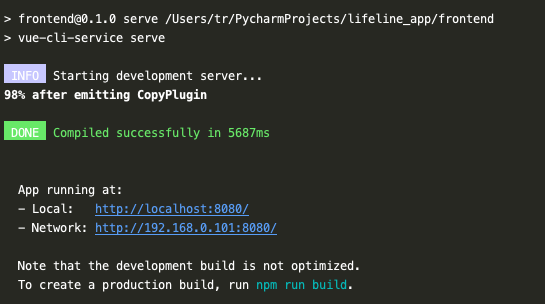 > frontend@0.1.0 serve /Users/tr/PycharmProjects/lifeline_app/frontend
> vue-cli-service serve
INFO Starting development server...
98% after emitting CopyPlugin
DONE Compiled successfully in 5687ms
App running at:
- Local: http://localhost:8080/
- Network: http://192.168.0.101:8080/
Note that the development build is not optimized.
To create a production build, run npm run build.